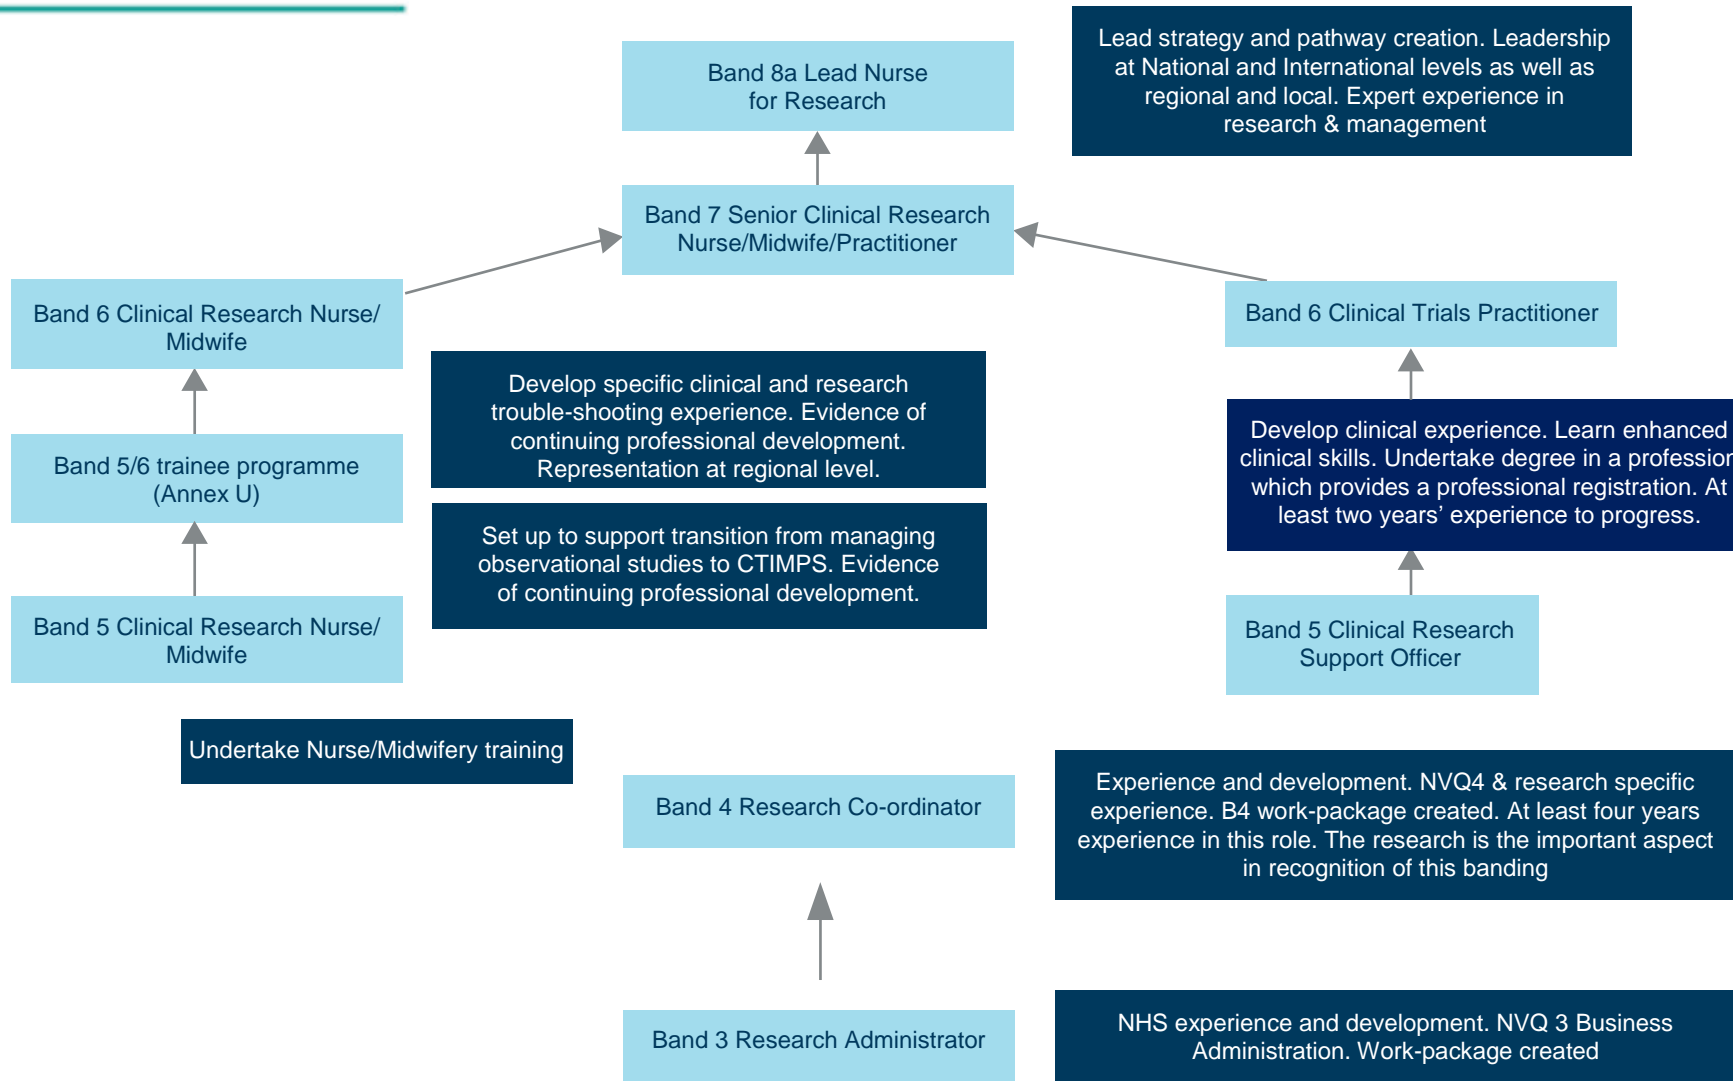 Band 8a Lead Nurse
for Research
Lead strategy and pathway creation. Leadership
at National and International levels as well as
regional and local. Expert experience in
research & management
Band 7 Senior Clinical Research
Nurse/Midwife/Practitioner
Band 6 Clinical Research Nurse/
Midwife
Band 6 Clinical Trials Practitioner
Develop specific clinical and research
trouble-shooting experience. Evidence of
continuing professional development.
Representation at regional level.
Band 5/6 trainee programme
(Annex U)
Develop clinical experience. Learn enhanced
clinical skills. Undertake degree in a profession
which provides a professional registration. At
least two years’ experience to progress.
Set up to support transition from managing
observational studies to CTIMPS. Evidence
of continuing professional development.
Band 5 Clinical Research Nurse/
Midwife
Band 5 Clinical Research
Support Officer
Undertake Nurse/Midwifery training
Band 4 Research Co-ordinator
Experience and development. NVQ4 & research specific
experience. B4 work-package created. At least four years
experience in this role. The research is the important aspect
in recognition of this banding
Band 3 Research Administrator
NHS experience and development. NVQ 3 Business
Administration. Work-package created